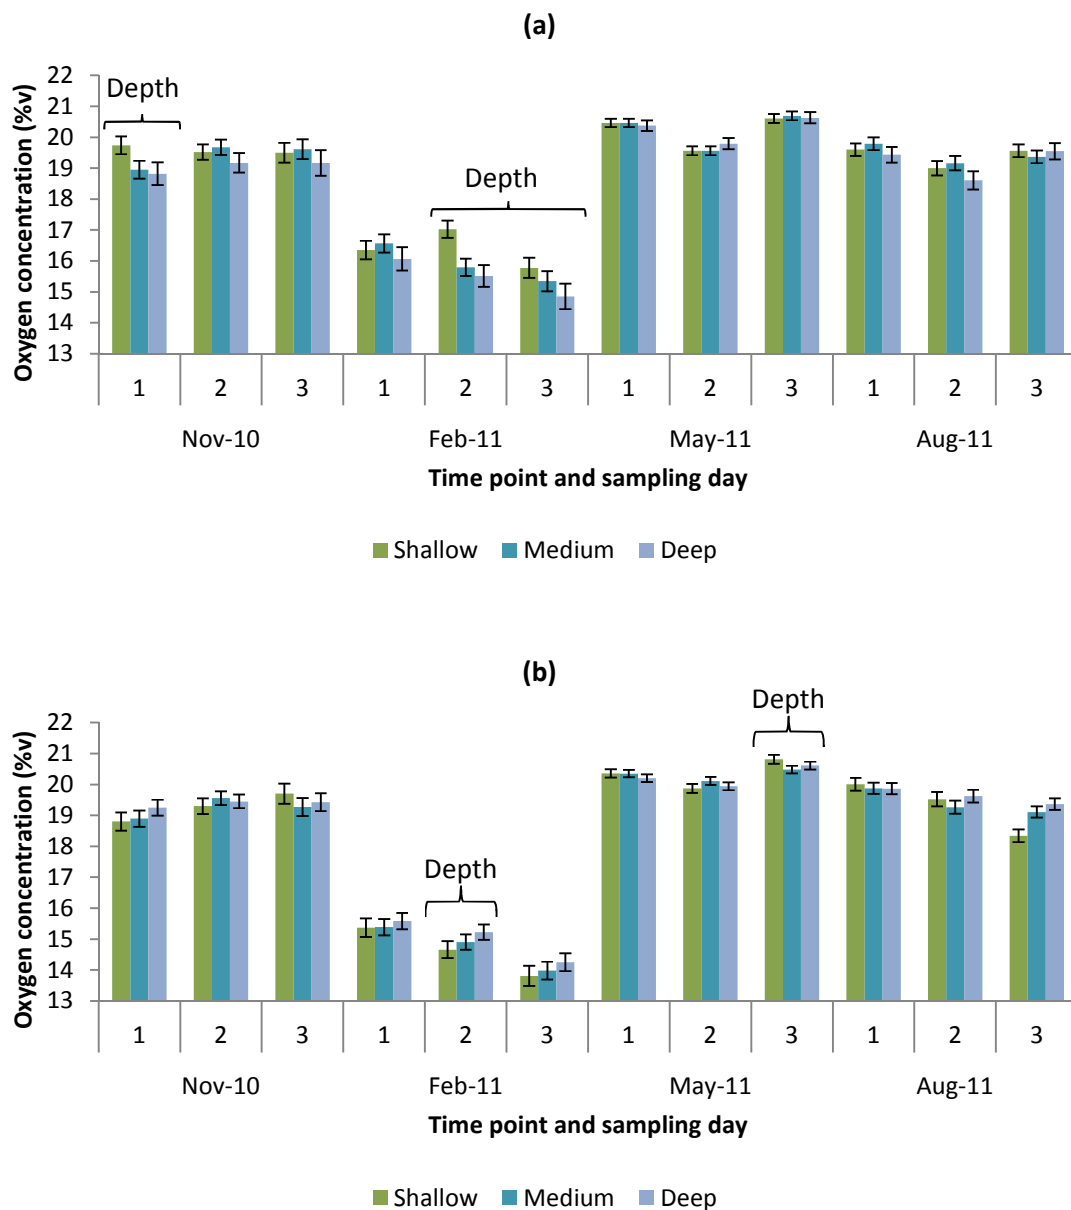 (a)
Oxygen concentration (%v)
22
21
20
19
18
17
16
15
14
13
Depth
Depth
1 2 3 1 2 3 1 2 3 1 2 3
Nov-10 Feb-11 May-11 Aug-11
Time point and sampling day
Shallow Medium Deep
(b)
Oxygen concentration (%v)
22
21
20
19
18
17
16
15
14
13
Depth
Depth
1 2 3 1 2 3 1 2 3 1 2 3
Nov-10 Feb-11 May-11 Aug-11
Time point and sampling day
Shallow Medium Deep